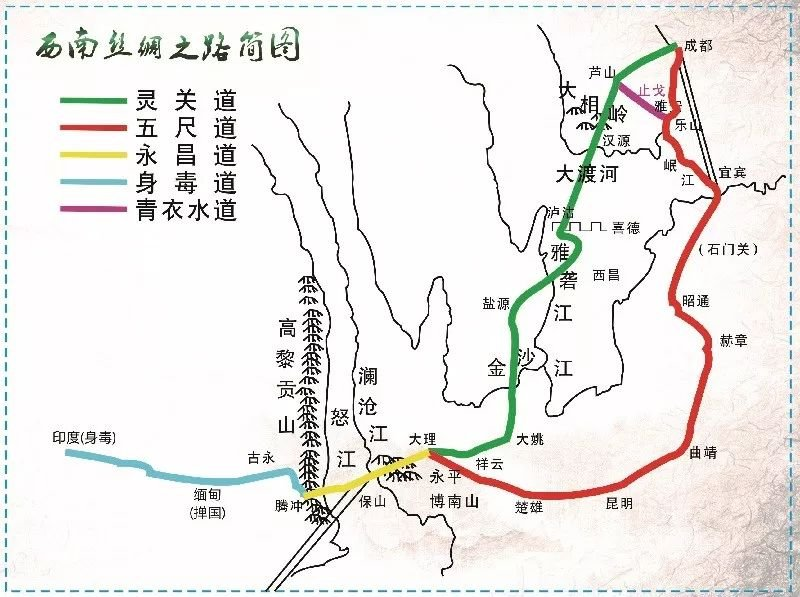 西南丝绸之路简图
灵关道
五尺道
永昌道
身毒道
青衣水道
成都
芦山
止戈
大相岭
雅安
乐山
汉源
岷江
宜宾
大渡河
泸沽
喜德
(石门关)
雅砻江
西昌
盐源
昭通
赫章
金沙江
高黎贡山
澜沧江
怒江
大理
大姚
印度(身毒)
古永
祥云
曲靖
永平
缅甸
(掸国)
腾冲
保山
博南山
楚雄
昆明